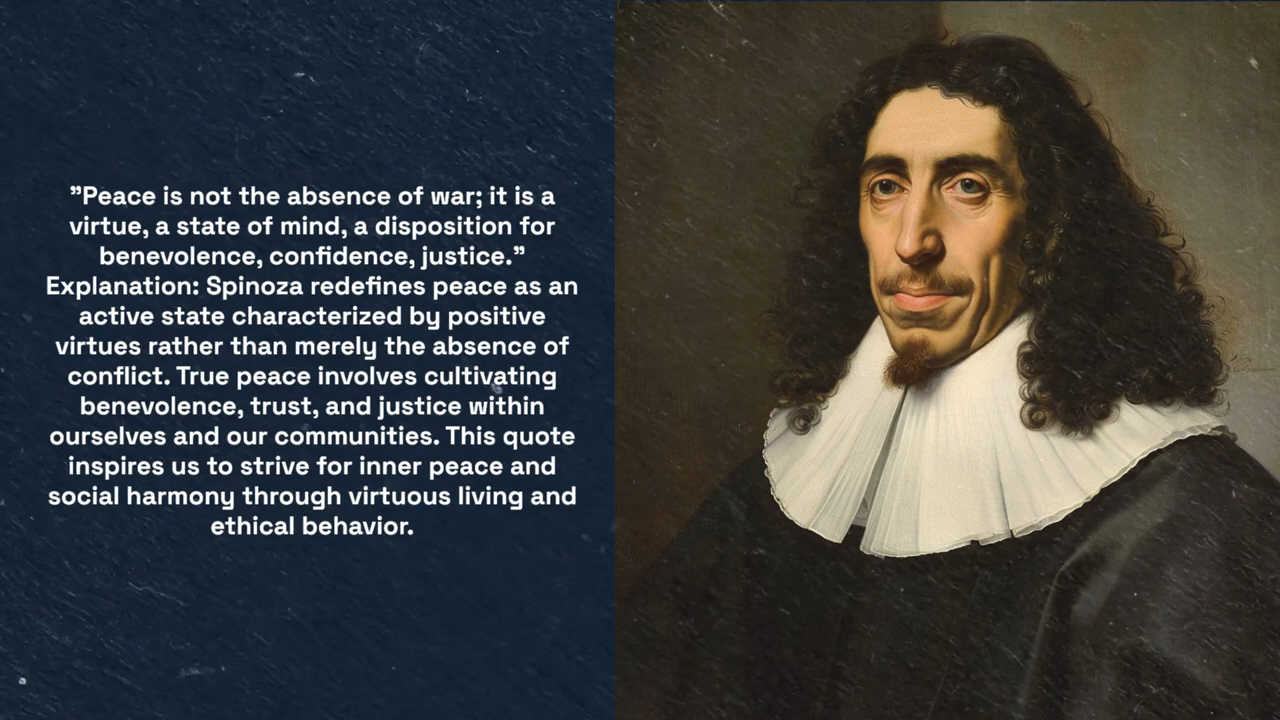 ”Peace is not the absence of war; it is a
virtue, a state of mind, a disposition for
benevolence, confidence, justice.”
Explanation: Spinoza redefines peace as an
active state characterized by positive
virtues rather than merely the absence of
conflict. True peace involves cultivating
benevolence, trust, and justice within
ourselves and our communities. This quote
inspires us to strive for inner peace and
social harmony through virtuous living and
ethical behavior.